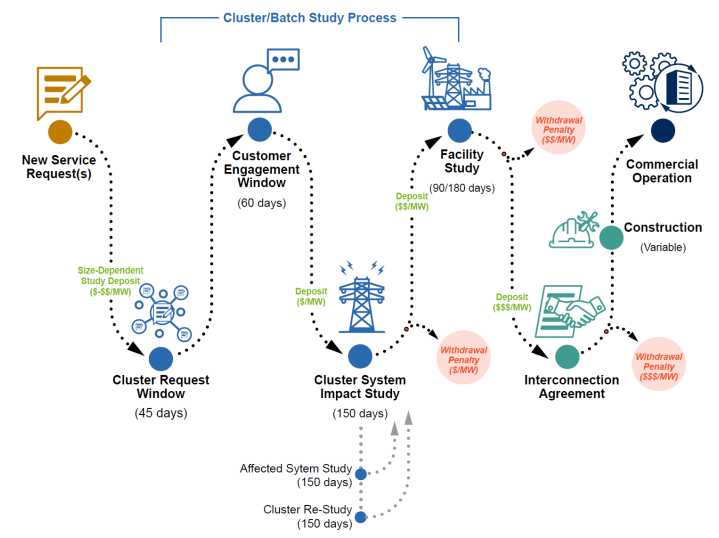 Cluster/Batch Study Process
New Service
Request(s)
Customer
Engagement
Window
(60 days)
Facility
Study
(90/180 days)
Withdrawal
Penalty
($$/MW)
Commercial
Operation
Deposit
($$/MW)
Construction
(Variable)
Size-Dependent
Study Deposit
($-$$/MW)
Deposit
($/MW)
Deposit
($$$/MW)
Cluster Request
Window
(45 days)
Cluster System
Impact Study
(150 days)
Withdrawal
Penalty
($/MW)
Interconnection
Agreement
Withdrawal
Penalty
($$$/MW)
Affected Sytem Study
(150 days)
Cluster Re-Study
(150 days)